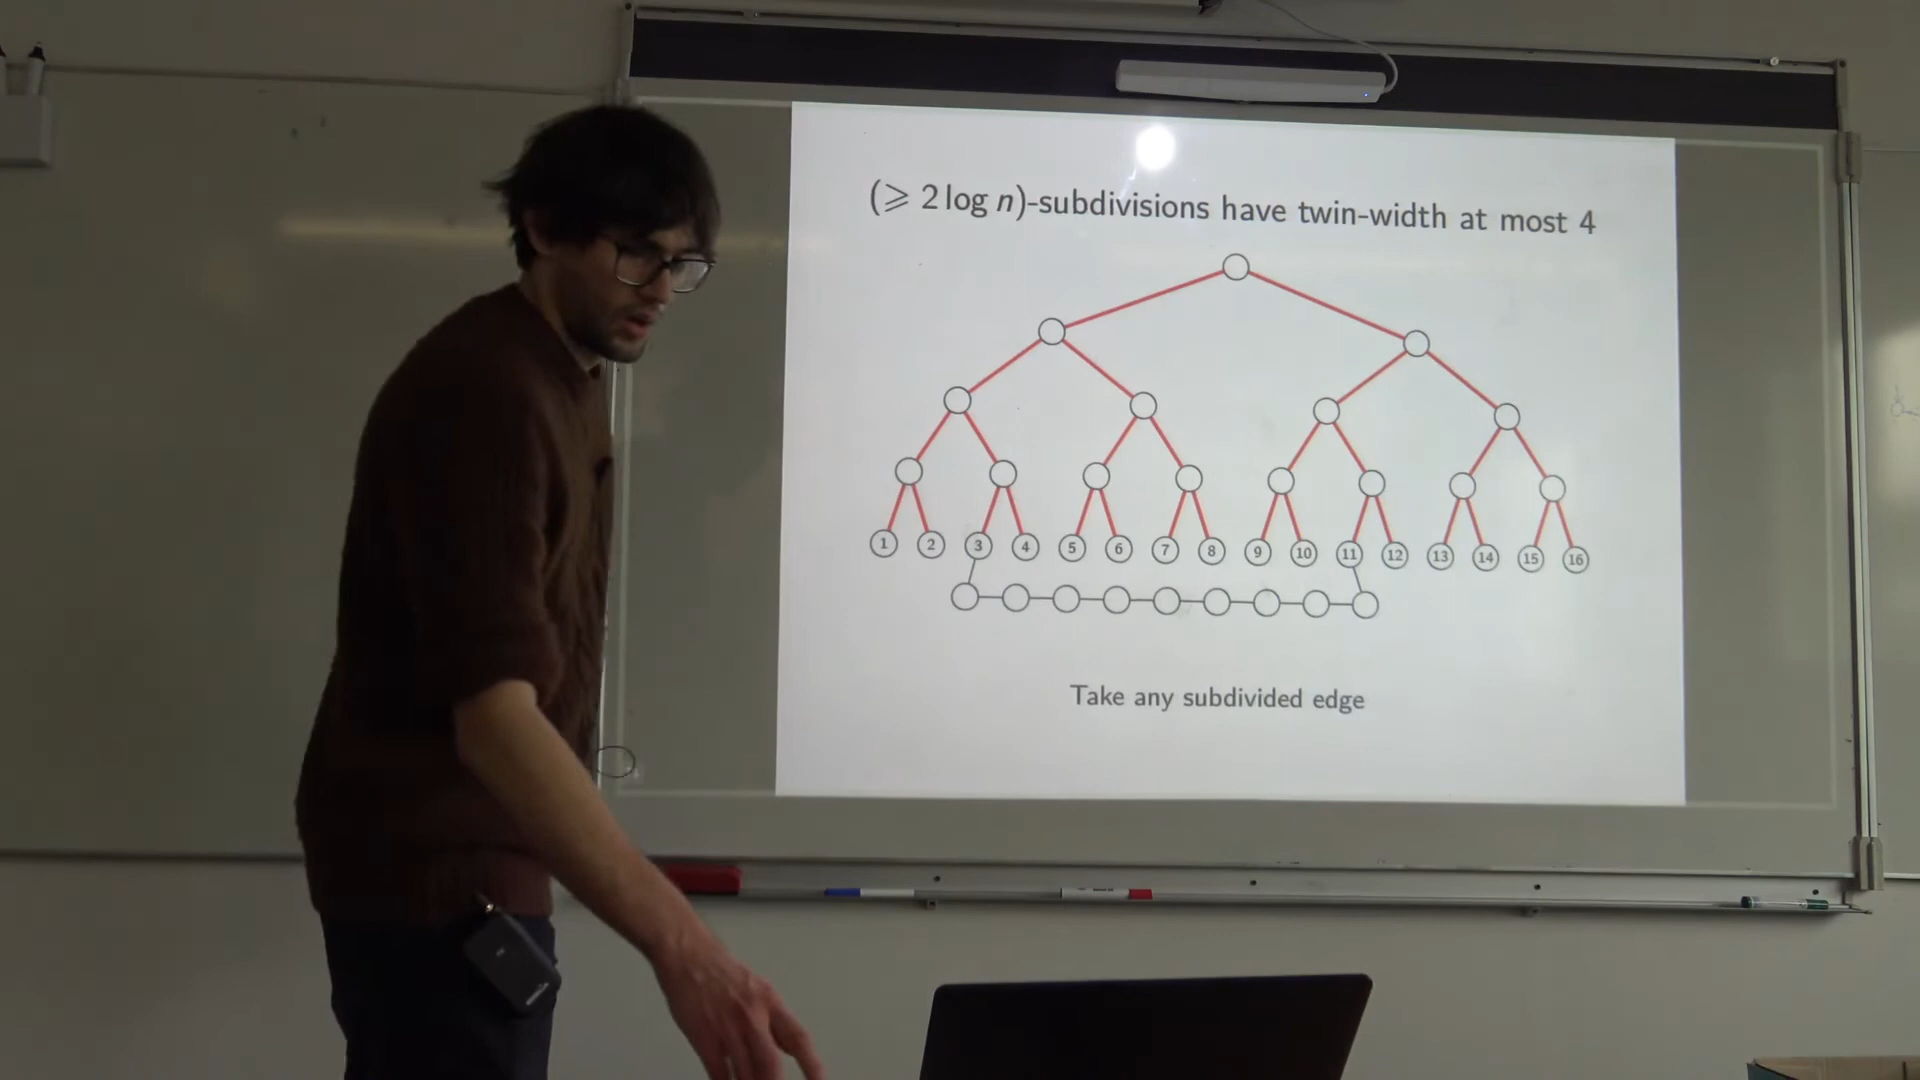 (⩾ 2 log n)-subdivisions have twin-width at most 4
1 2 3 4 5 6 7 8 9 10 11 12 13 14 15 16
Take any subdivided edge